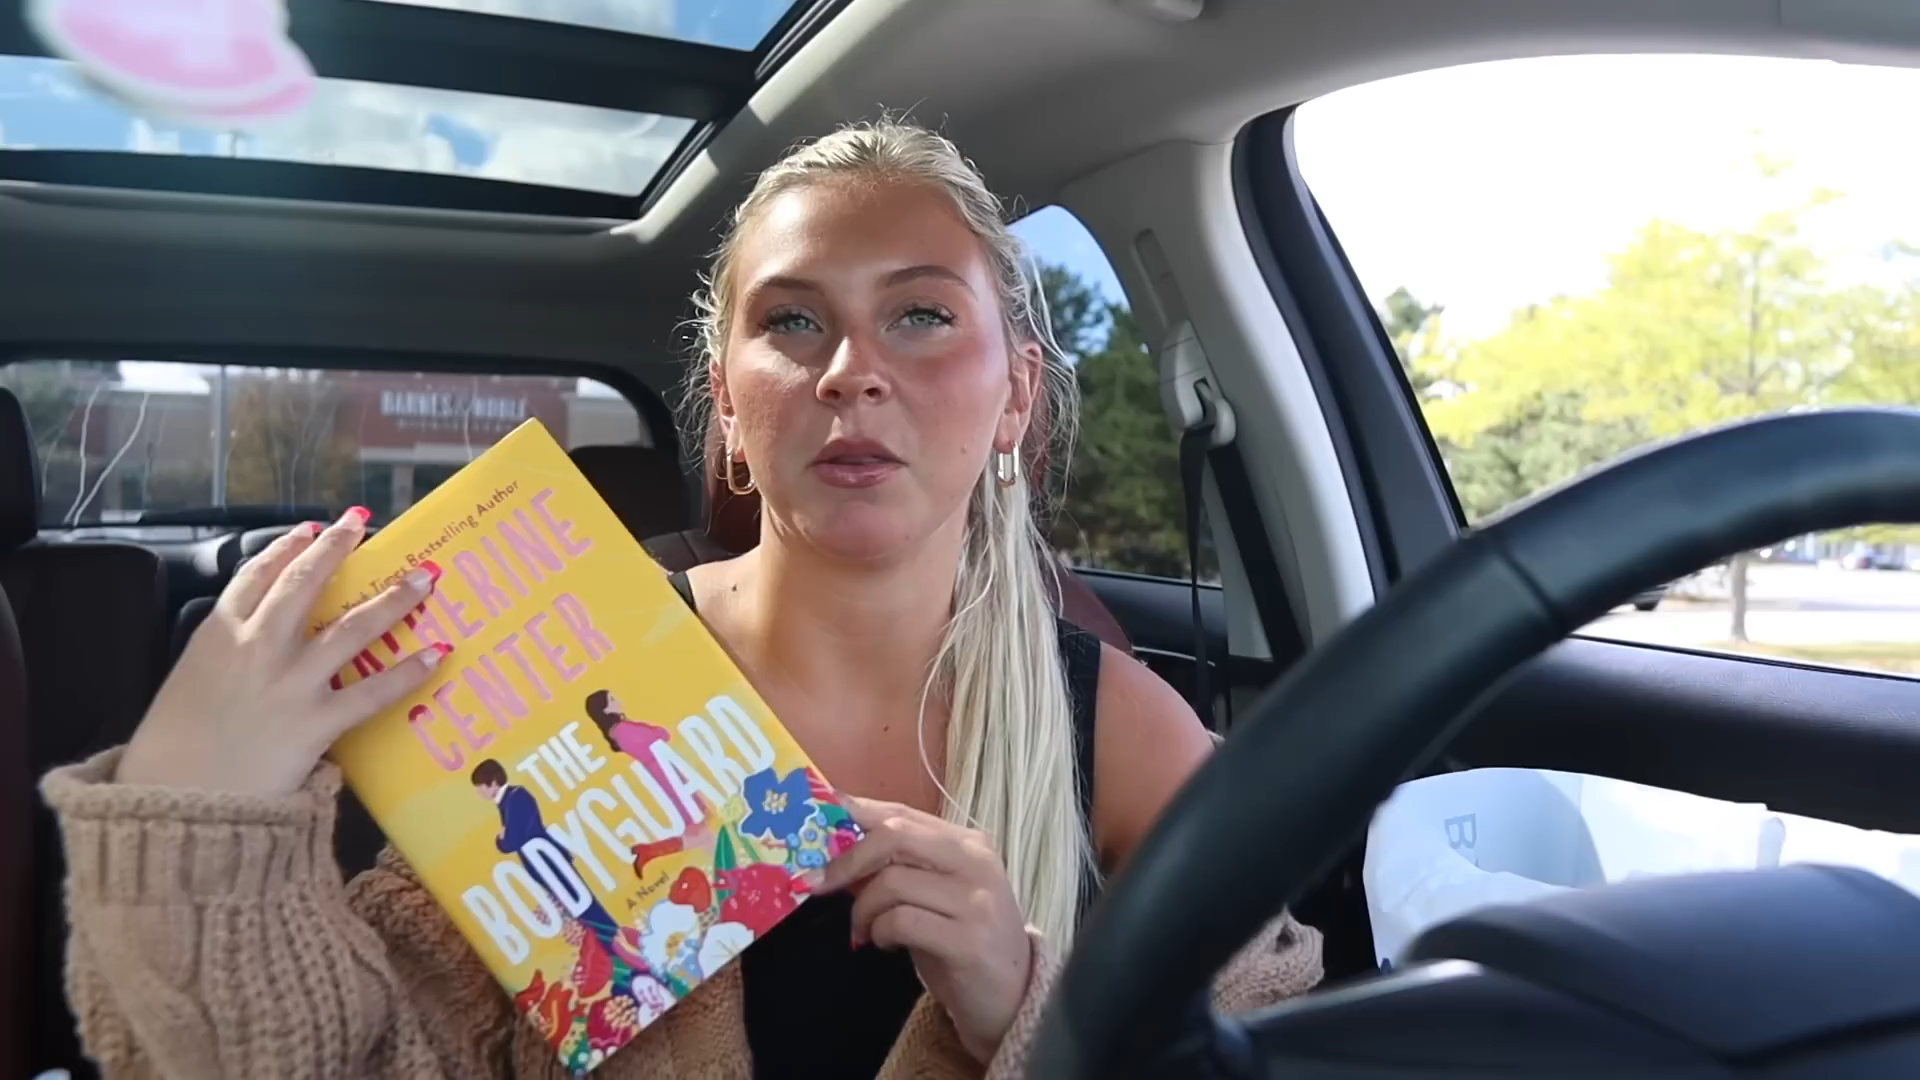 BARNES & NOBLE
New York Times Bestselling Author
KATHERINE
CENTER
THE
BODYGUARD
A Novel
B